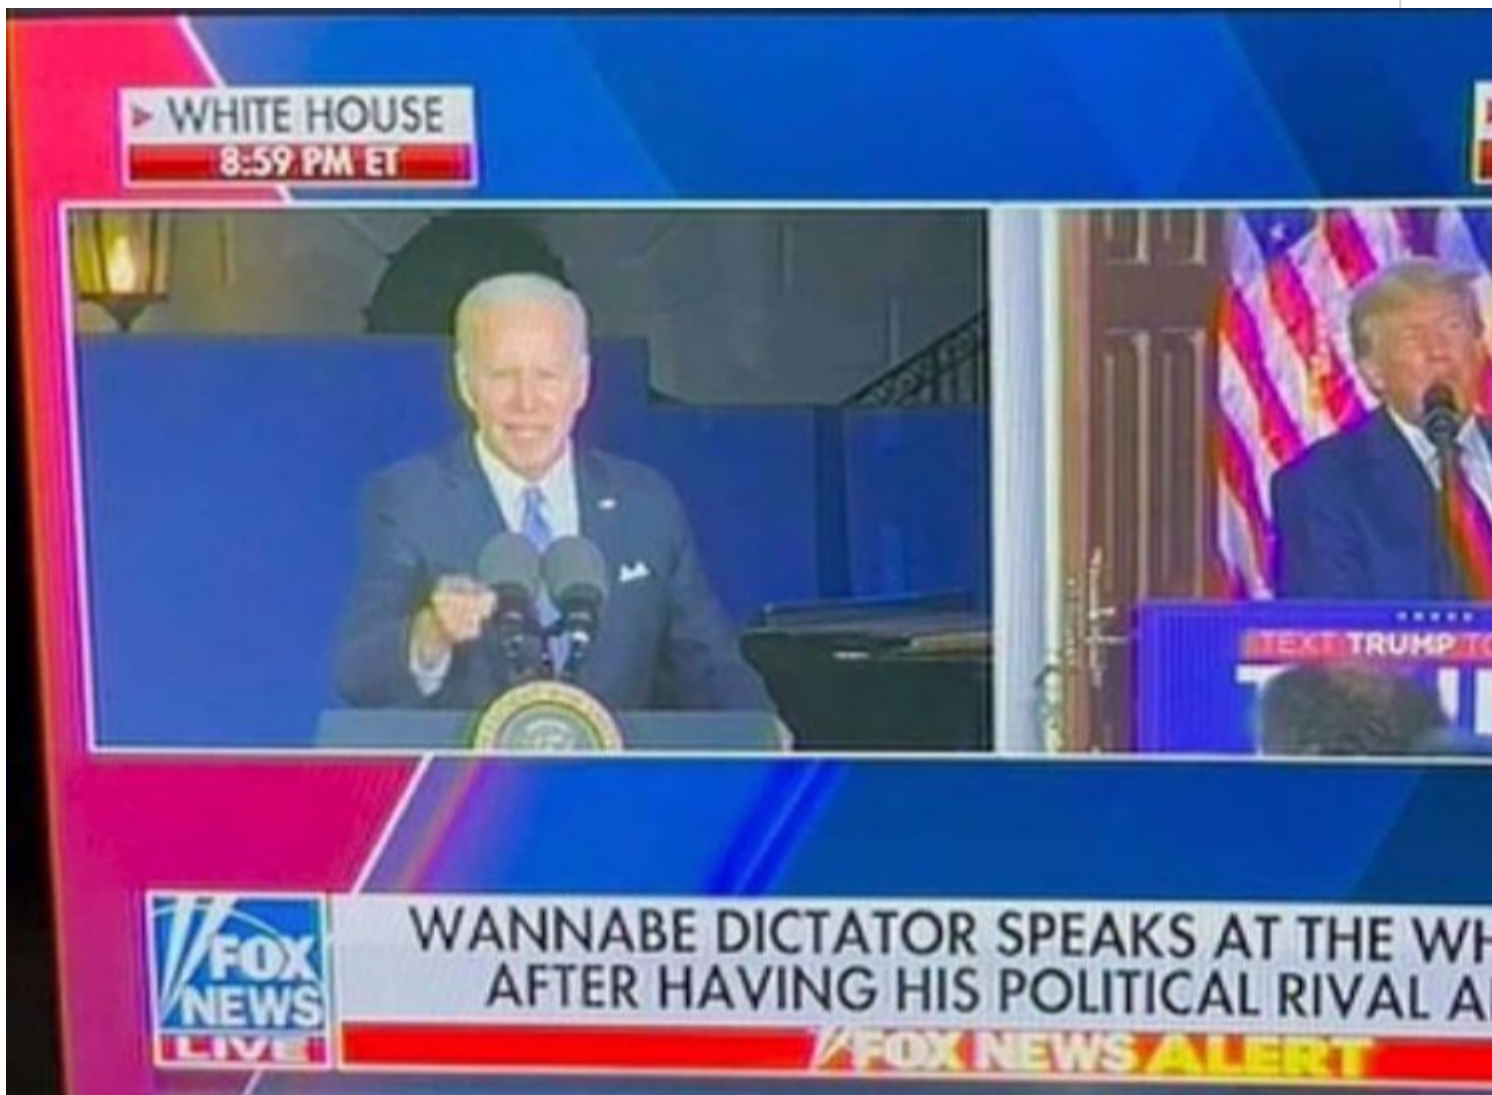 WHITE HOUSE
8:59 PM ET
TEXT TRUMP TO
FOX
NEWS
LIVE
WANNABE DICTATOR SPEAKS AT THE WH
AFTER HAVING HIS POLITICAL RIVAL A
FOX NEWS ALERT